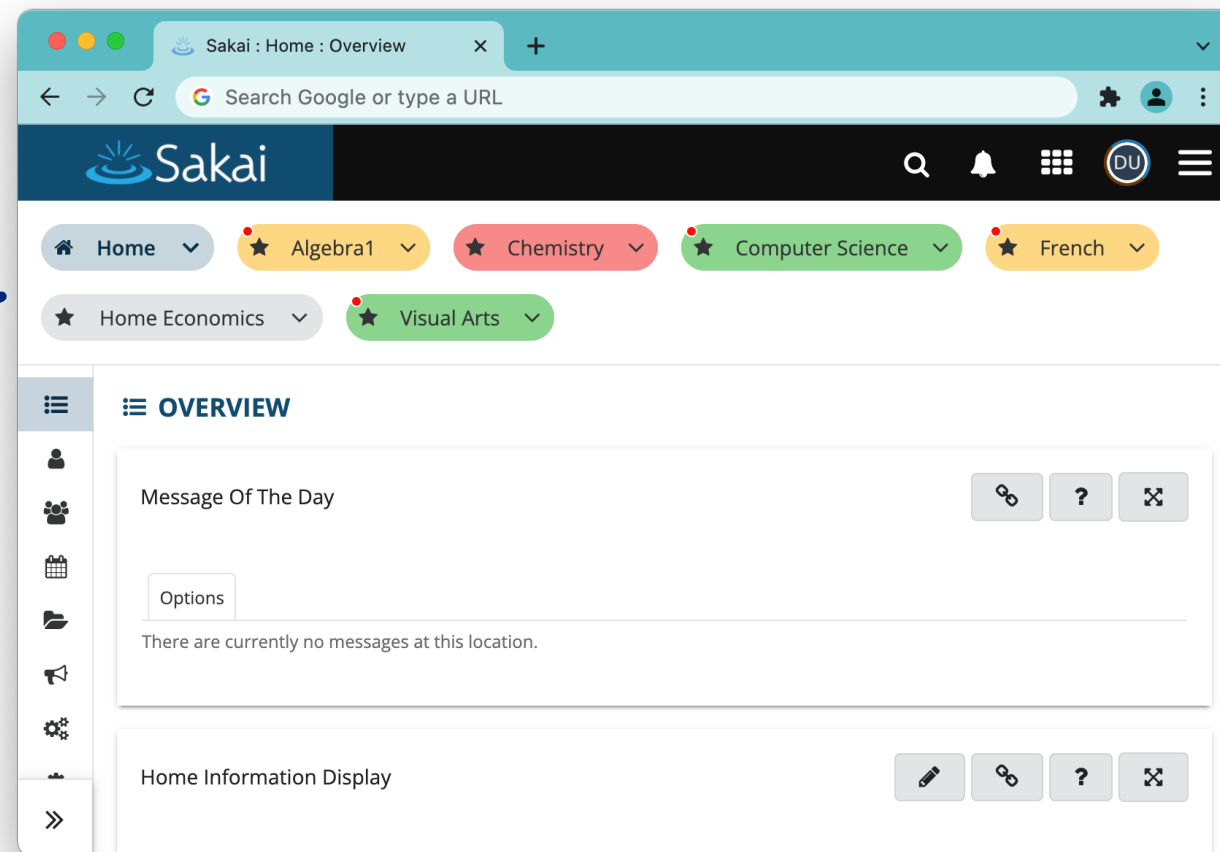 Sakai : Home : Overview
Search Google or type a URL
Sakai
DU
Home Algebra1 Chemistry Computer Science French
Home Economics Visual Arts
OVERVIEW
Message Of The Day
?
Options
There are currently no messages at this location.
Home Information Display
?